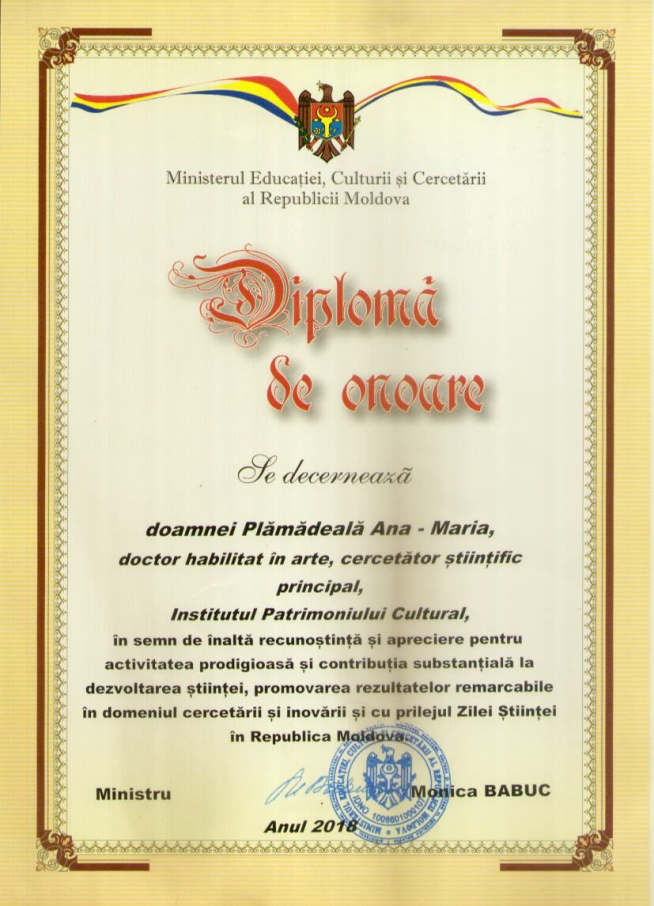 Ministerul Educației, Culturii și Cercetării
al Republicii Moldova
Diplomă
de onoare
Se decernează
doamnei Plămădeală Ana - Maria,
doctor habilitat în arte, cercetător științific
principal,
Institutul Patrimoniului Cultural,
în semn de înaltă recunoștință și apreciere pentru
activitatea prodigioasă și contribuția substanțială la
dezvoltarea științei, promovarea rezultatelor remarcabile
în domeniul cercetării și inovării și cu prilejul Zilei Științei
în Republica Moldova.
Ministru
Monica BABUC
Anul 2018